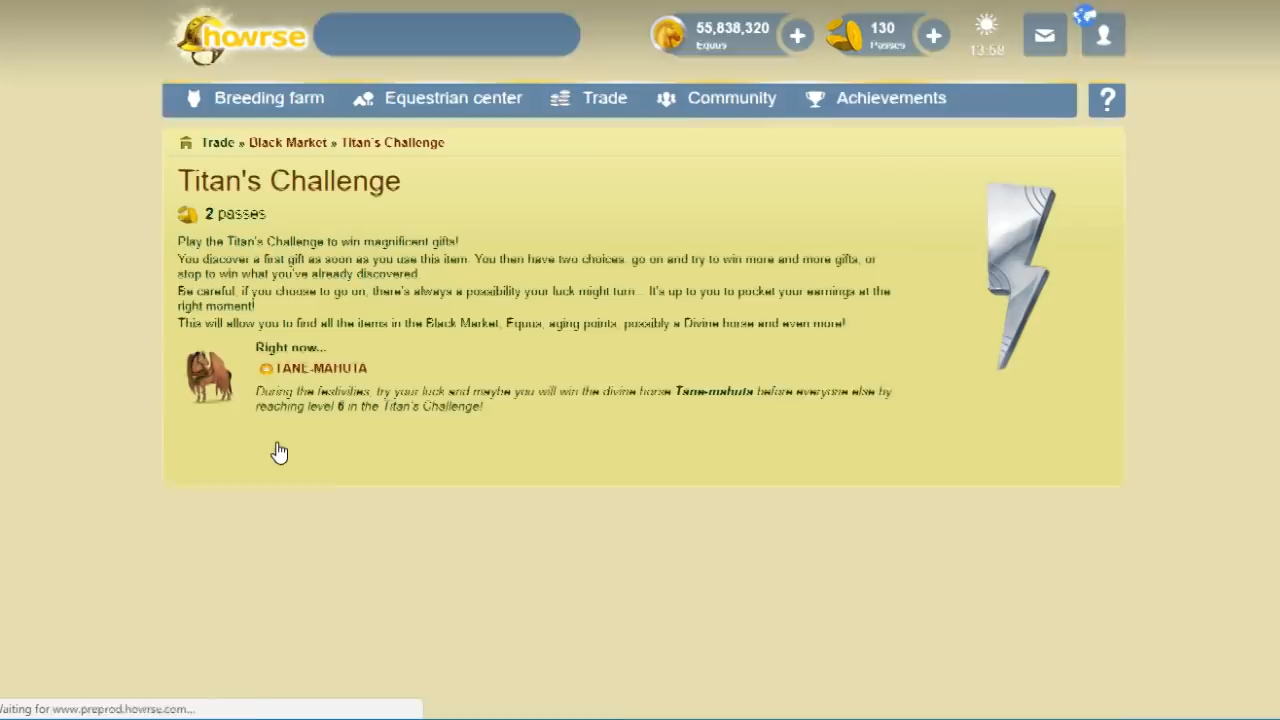 howrse
55,838,320
Equus
130
Passes
13:58
Breeding farm
Equestrian center
Trade
Community
Achievements
?
Trade » Black Market » Titan's Challenge
Titan's Challenge
2 passes
Play the Titan's Challenge to win magnificent gifts!
You discover a first gift as soon as you use this item. You then have two choices: go on and try to win more and more gifts, or
stop to win what you've already discovered.
Be careful, if you choose to go on, there's always a possibility your luck might turn... It's up to you to pocket your earnings at the
right moment!
This will allow you to find all the items in the Black Market, Equus, aging points, possibly a Divine horse and even more!
Right now...
TANE-MAHUTA
During the festivities, try your luck and maybe you will win the divine horse Tane-mahuta before everyone else by
reaching level 6 in the Titan's Challenge!
Waiting for www.preprod.howrse.com...